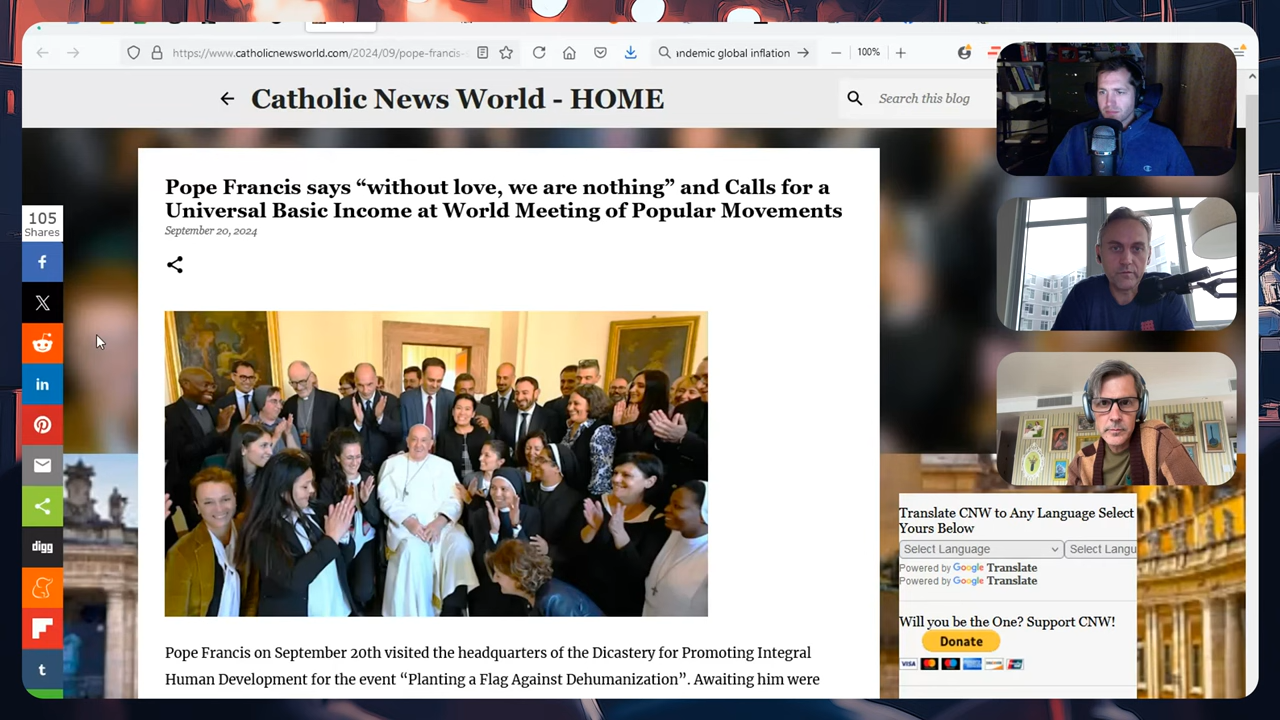 https://www.catholicnewsworld.com/2024/09/pope-francis-
andemic global inflation
100%
Catholic News World - HOME
Search this blog
Pope Francis says “without love, we are nothing” and Calls for a
Universal Basic Income at World Meeting of Popular Movements
September 20, 2024
105
Shares
digg
Pope Francis on September 20th visited the headquarters of the Dicastery for Promoting Integral
Human Development for the event “Planting a Flag Against Dehumanization”. Awaiting him were
Translate CNW to Any Language Select
Yours Below
Select Language
Select Langu
Powered by Google Translate
Powered by Google Translate
Will you be the One? Support CNW!
Donate
VISA